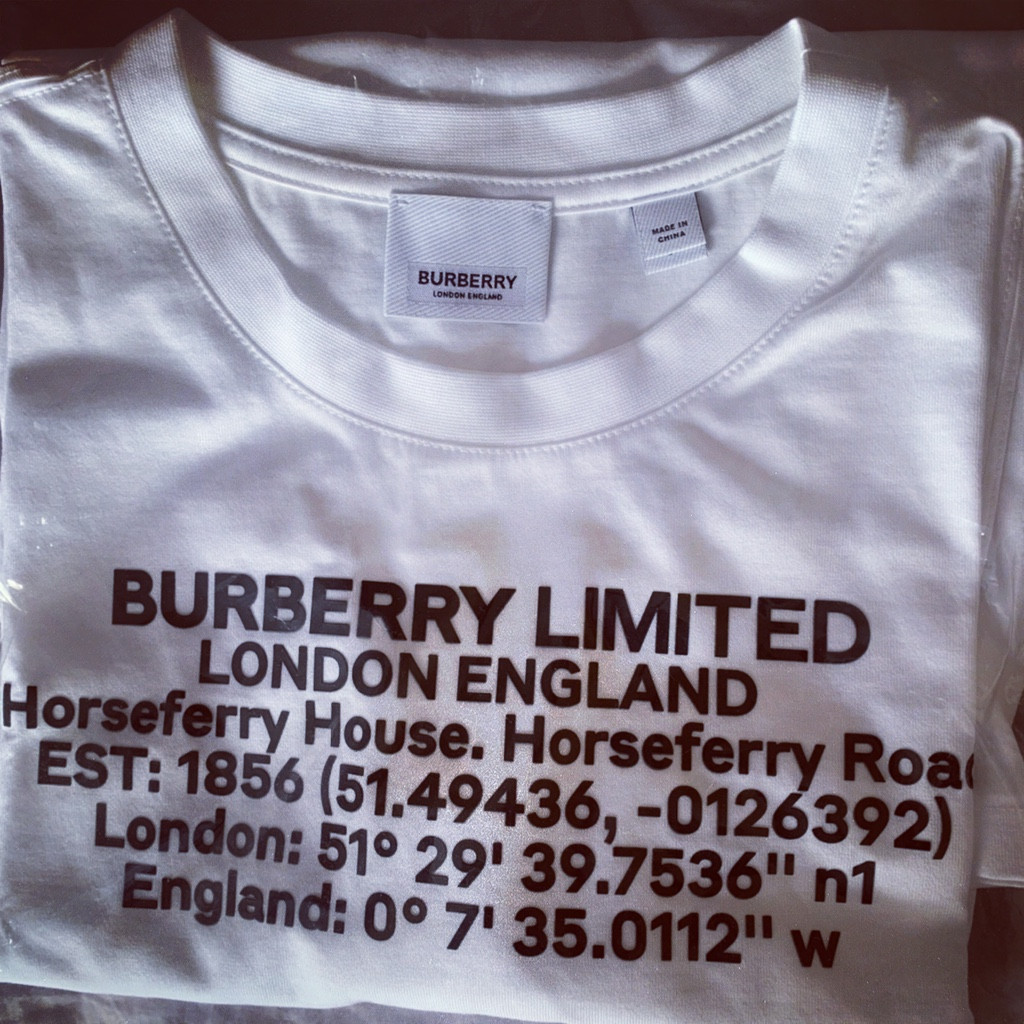 BURBERRY
LONDON ENGLAND
MADE IN
CHINA
BURBERRY LIMITED
LONDON ENGLAND
Horseferry House. Horseferry Road
EST: 1856 (51.49436, -0126392)
London: 51° 29' 39.7536" n1
England: 0° 7' 35.0112" w